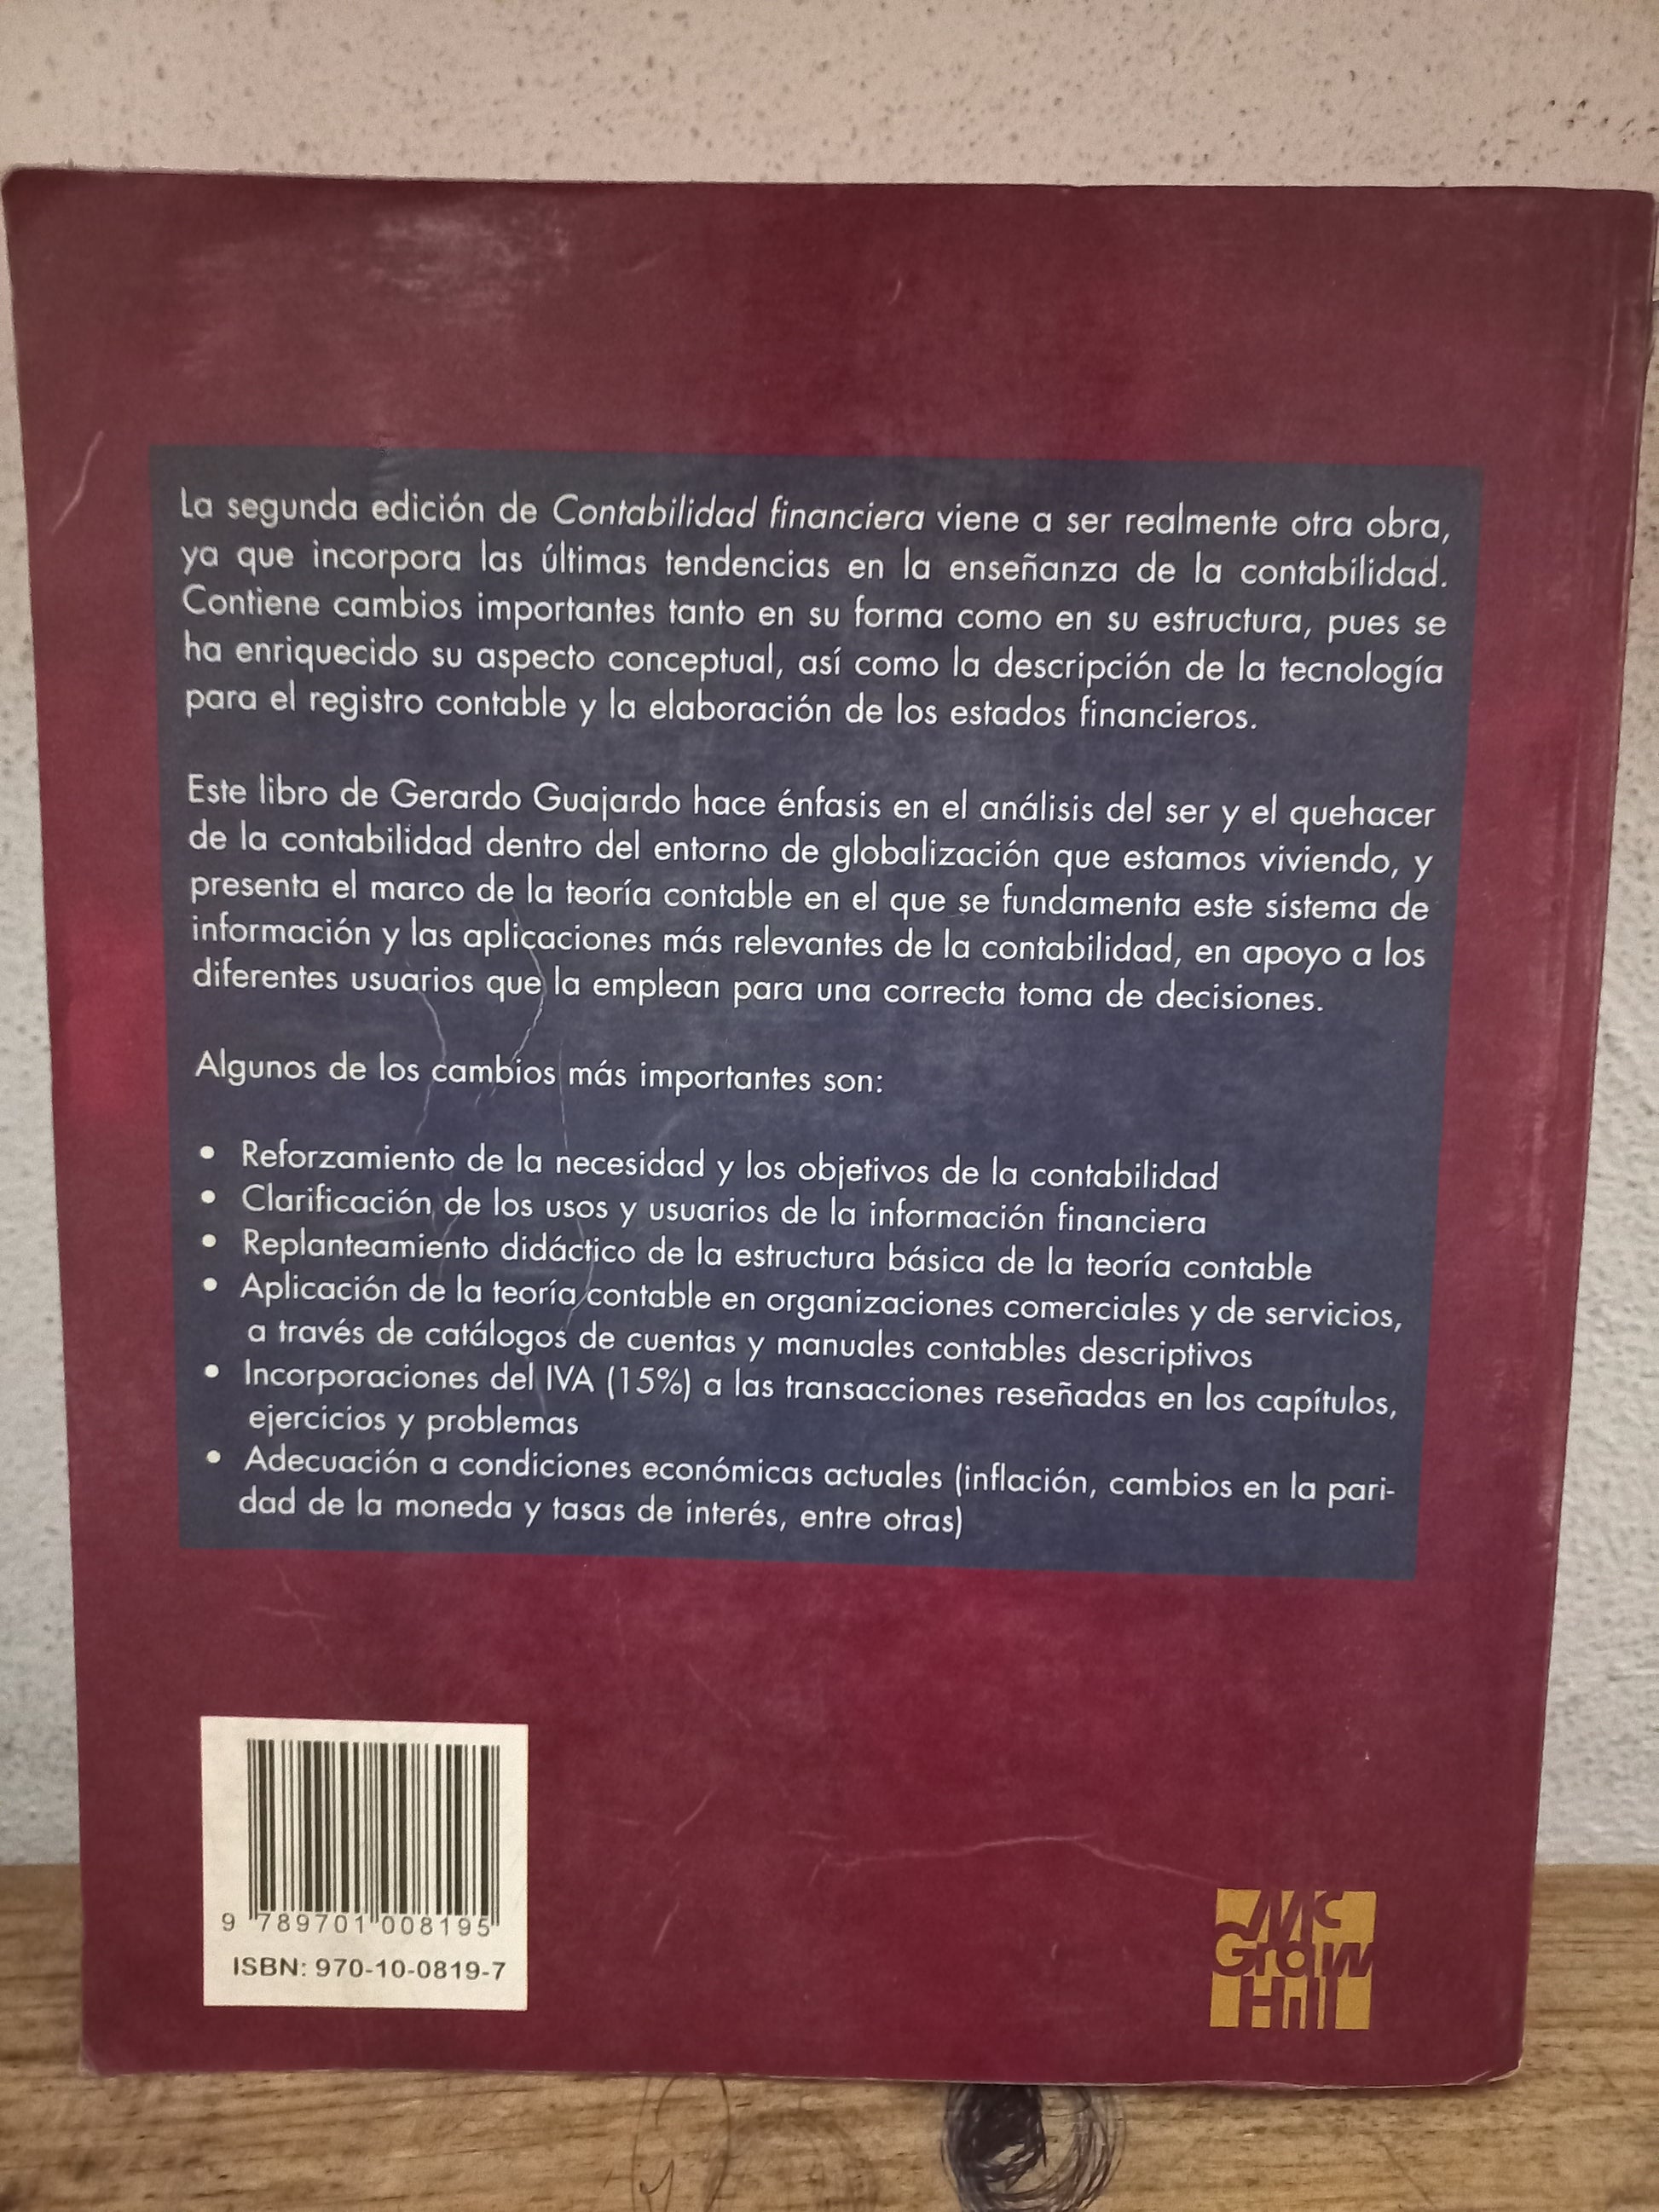 La segunda edición de Contabilidad financiera viene a ser realmente otra obra,
ya que incorpora las últimas tendencias en la enseñanza de la contabilidad.
Contiene cambios importantes tanto en su forma como en su estructura, pues se
ha enriquecido su aspecto conceptual, así como la descripción de la tecnología
para el registro contable y la elaboración de los estados financieros.
Este libro de Gerardo Guajardo hace énfasis en el análisis del ser y el quehacer
de la contabilidad dentro del entorno de globalización que estamos viviendo, y
presenta el marco de la teoría contable en el que se fundamenta este sistema de
información y las aplicaciones más relevantes de la contabilidad, en apoyo a los
diferentes usuarios que la emplean para una correcta toma de decisiones.
Algunos de los cambios más importantes son:
• Reforzamiento de la necesidad y los objetivos de la contabilidad
• Clarificación de los usos y usuarios de la información financiera
• Replanteamiento didáctico de la estructura básica de la teoría contable
• Aplicación de la teoría contable en organizaciones comerciales y de servicios,
a través de catálogos de cuentas y manuales contables descriptivos
• Incorporaciones del IVA (15%) a las transacciones reseñadas en los capítulos,
ejercicios y problemas
• Adecuación a condiciones económicas actuales (inflación, cambios en la pari-
dad de la moneda y tasas de interés, entre otras)
9 789701 008195
ISBN: 970-10-0819-7
Mc
Graw
Hill